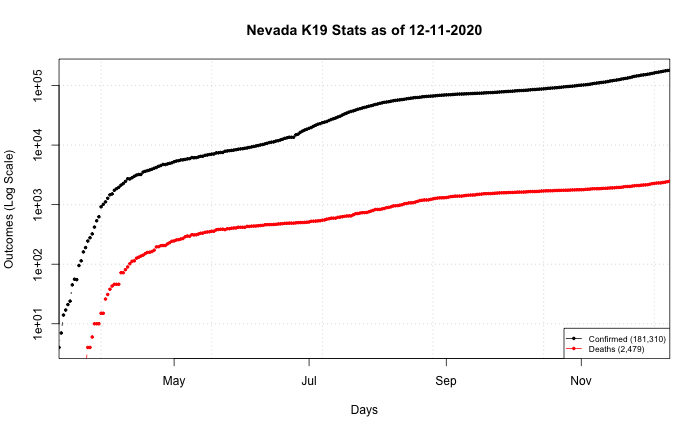 Nevada K19 Stats as of 12-11-2020
Outcomes (Log Scale)
1e+05
1e+04
1e+03
1e+02
1e+01
Confirmed (181,310)
Deaths (2,479)
May
Jul
Sep
Nov
Days